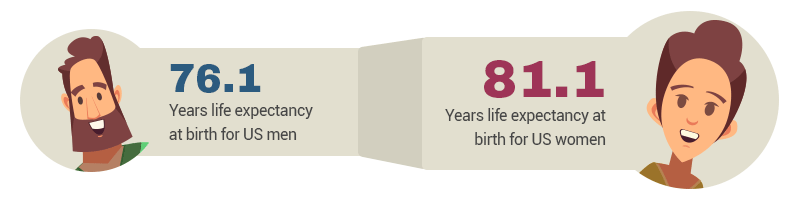 76.1
Years life expectancy
at birth for US men
81.1
Years life expectancy at
birth for US women